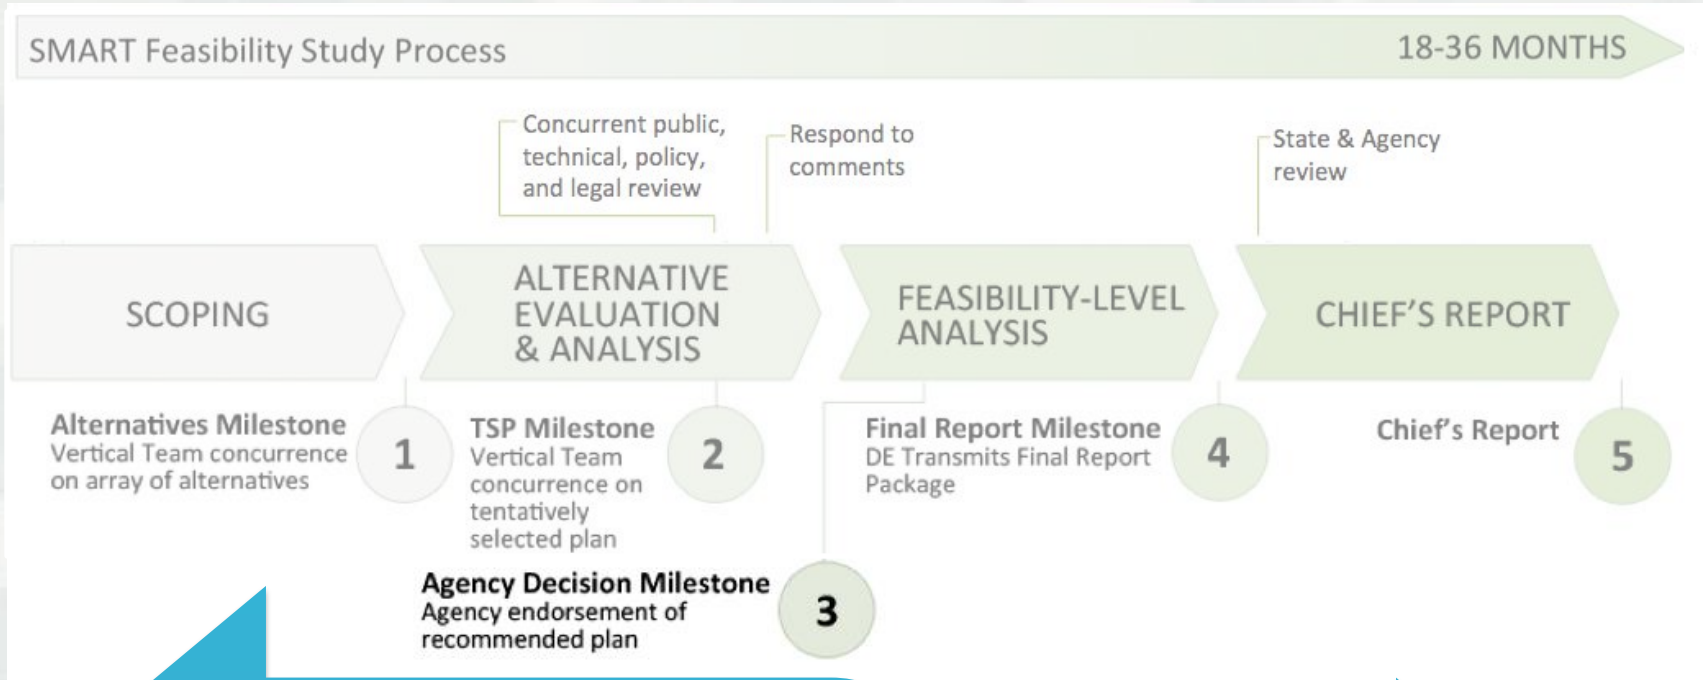 SMART Feasibility Study Process
18-36 MONTHS
Concurrent public,
technical, policy,
and legal review
Respond to
comments
State & Agency
review
SCOPING
ALTERNATIVE
EVALUATION
& ANALYSIS
FEASIBILITY-LEVEL
ANALYSIS
CHIEF'S REPORT
Alternatives Milestone
Vertical Team concurrence
on array of alternatives
1
TSP Milestone
Vertical Team
concurrence on
tentatively
selected plan
2
Agency Decision Milestone
Agency endorsement of
recommended plan
3
Final Report Milestone
DE Transmits Final Report
Package
4
Chief's Report
5